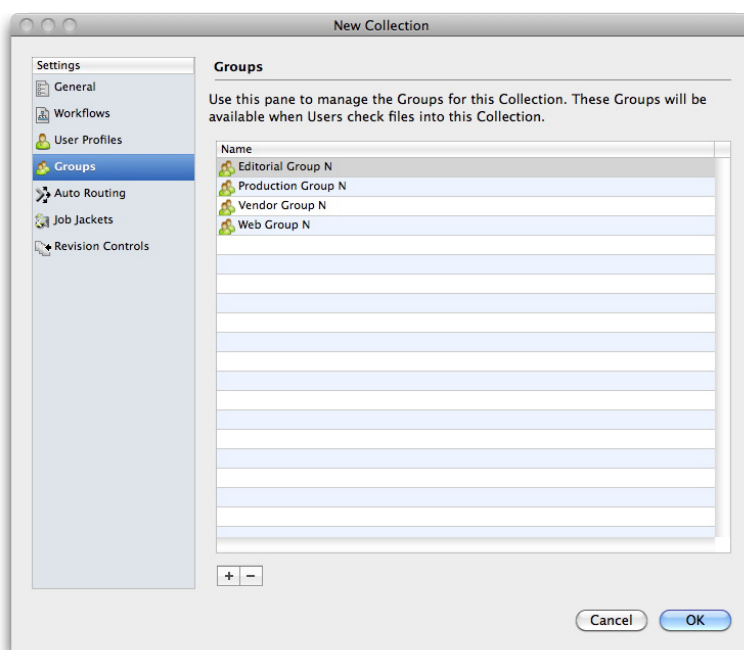 New Collection
Settings
General
Workflows
User Profiles
Groups
Auto Routing
Job Jackets
Revision Controls
Groups
Use this pane to manage the Groups for this Collection. These Groups will be
available when Users check files into this Collection.
Name
Editorial Group N
Production Group N
Vendor Group N
Web Group N
+ −
Cancel OK